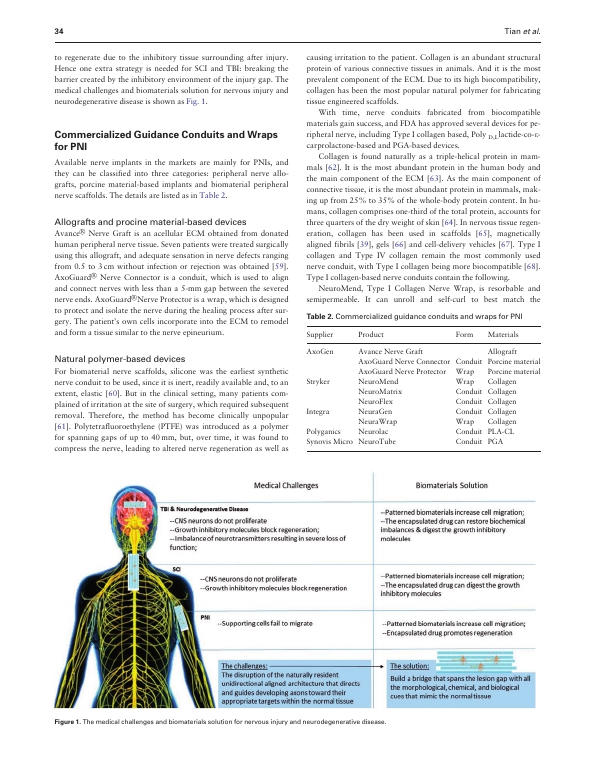 34
Tian et al.
to regenerate due to the inhibitory tissue surrounding after injury.
Hence one extra strategy is needed for SCI and TBI: breaking the
barrier created by the inhibitory environment of the injury gap. The
medical challenges and biomaterials solution for nervous injury and
neurodegenerative disease is shown as Fig. 1.
Commercialized Guidance Conduits and Wraps
for PNI
Available nerve implants in the markets are mainly for PNIs, and
they can be classified into three categories: peripheral nerve allo-
grafts, porcine material-based implants and biomaterial peripheral
nerve scaffolds. The details are listed in Table 2.
Allografts and procine material-based devices
Avance® Nerve Graft is an acellular ECM obtained from donated
human peripheral nerve tissue. Seven patients were treated surgically
using this allograft, and adequate sensation in nerve defects ranging
from 0.5 to 3 cm without infection or rejection was obtained [59].
AxoGuard® Nerve Connector is a conduit, which is used to align
and connect nerves with less than a 5-mm gap between the severed
nerve ends. AxoGuard®Nerve Protector is a wrap, which is designed
to protect and isolate the nerve during the healing process after sur-
gery. The patient's own cells incorporate into the ECM to remodel
and form a tissue similar to the nerve epineurium.
Natural polymer-based devices
For biomaterial nerve scaffolds, silicone was the earliest synthetic
nerve conduit to be used, since it is inert, readily available and, to an
extent, elastic [60]. But in the clinical setting, many patients com-
plained of irritation at the site of surgery, which required subsequent
removal. Therefore, the method has become clinically unpopular
[61]. Polytetrafluoroethylene (PTFE) was introduced as a polymer
for spanning gaps of up to 40 mm, but, over time, it was found to
compress the nerve, leading to altered nerve regeneration as well as
causing irritation to the patient. Collagen is an abundant structural
protein of various connective tissues in animals. And it is the most
prevalent component of the ECM. Due to its high biocompatibility,
collagen has been the most popular natural polymer for fabricating
tissue engineered scaffolds.
With time, nerve conduits fabricated from biocompatible
materials gain success, and FDA has approved several devices for pe-
ripheral nerve, including Type I collagen based, Poly D,L lactide-co-ε-
carprolactone-based and PGA-based devices.
Collagen is found naturally as a triple-helical protein in mam-
mals [62]. It is the most abundant protein in the human body and
the main component of the ECM [63]. As the main component of
connective tissue, it is the most abundant protein in mammals, mak-
ing up from 25% to 35% of the whole-body protein content. In hu-
mans, collagen comprises one-third of the total protein, accounts for
three quarters of the dry weight of skin [64]. In nervous tissue regen-
eration, collagen has been used in scaffolds [65], magnetically
aligned fibrils [39], gels [66] and cell-delivery vehicles [67]. Type I
collagen and Type IV collagen remain the most commonly used
nerve conduit, with Type I collagen being more biocompatible [68].
Type I collagen-based nerve conduits contain the following.
NeuroMend, Type I Collagen Nerve Wrap, is resorbable and
semipermeable. It can unroll and self-curl to best match the
Table 2. Commercialized guidance conduits and wraps for PNI
Supplier Product Form Materials
AxoGen Avance Nerve Graft Allograft
AxoGuard Nerve Connector Conduit Porcine material
AxoGuard Nerve Protector Wrap Porcine material
Stryker NeuroMend Wrap Collagen
NeuroMatrix Conduit Collagen
NeuroFlex Conduit Collagen
Integra NeuraGen Conduit Collagen
NeuraWrap Wrap Collagen
Polyganics Neurolac Conduit PLA-CL
Synovis Micro NeuroTube Conduit PGA
Medical Challenges
Biomaterials Solution
TBI & Neurodegenerative Disease
--CNS neurons do not proliferate
--Growth inhibitory molecules block regeneration;
--Imbalance of neurotransmitters resulting in severe loss of
function;
--Patterned biomaterials increase cell migration;
--The encapsulated drug can restore biochemical
imbalances & digest the growth inhibitory
molecules
SCI
--CNS neurons do not proliferate
--Growth inhibitory molecules block regeneration
--Patterned biomaterials increase cell migration;
--The encapsulated drug can digest the growth
inhibitory molecules
PNI
--Supporting cells fail to migrate
--Patterned biomaterials increase cell migration;
--Encapsulated drug promotes regeneration
The challenges:
The disruption of the naturally resident
unidirectional aligned architecture that directs
and guides developing axons toward their
appropriate targets within the normal tissue
The solution:
Build a bridge that spans the lesion gap with all
the morphological, chemical, and biological
cues that mimic the normal tissue
Figure 1. The medical challenges and biomaterials solution for nervous injury and neurodegenerative disease.